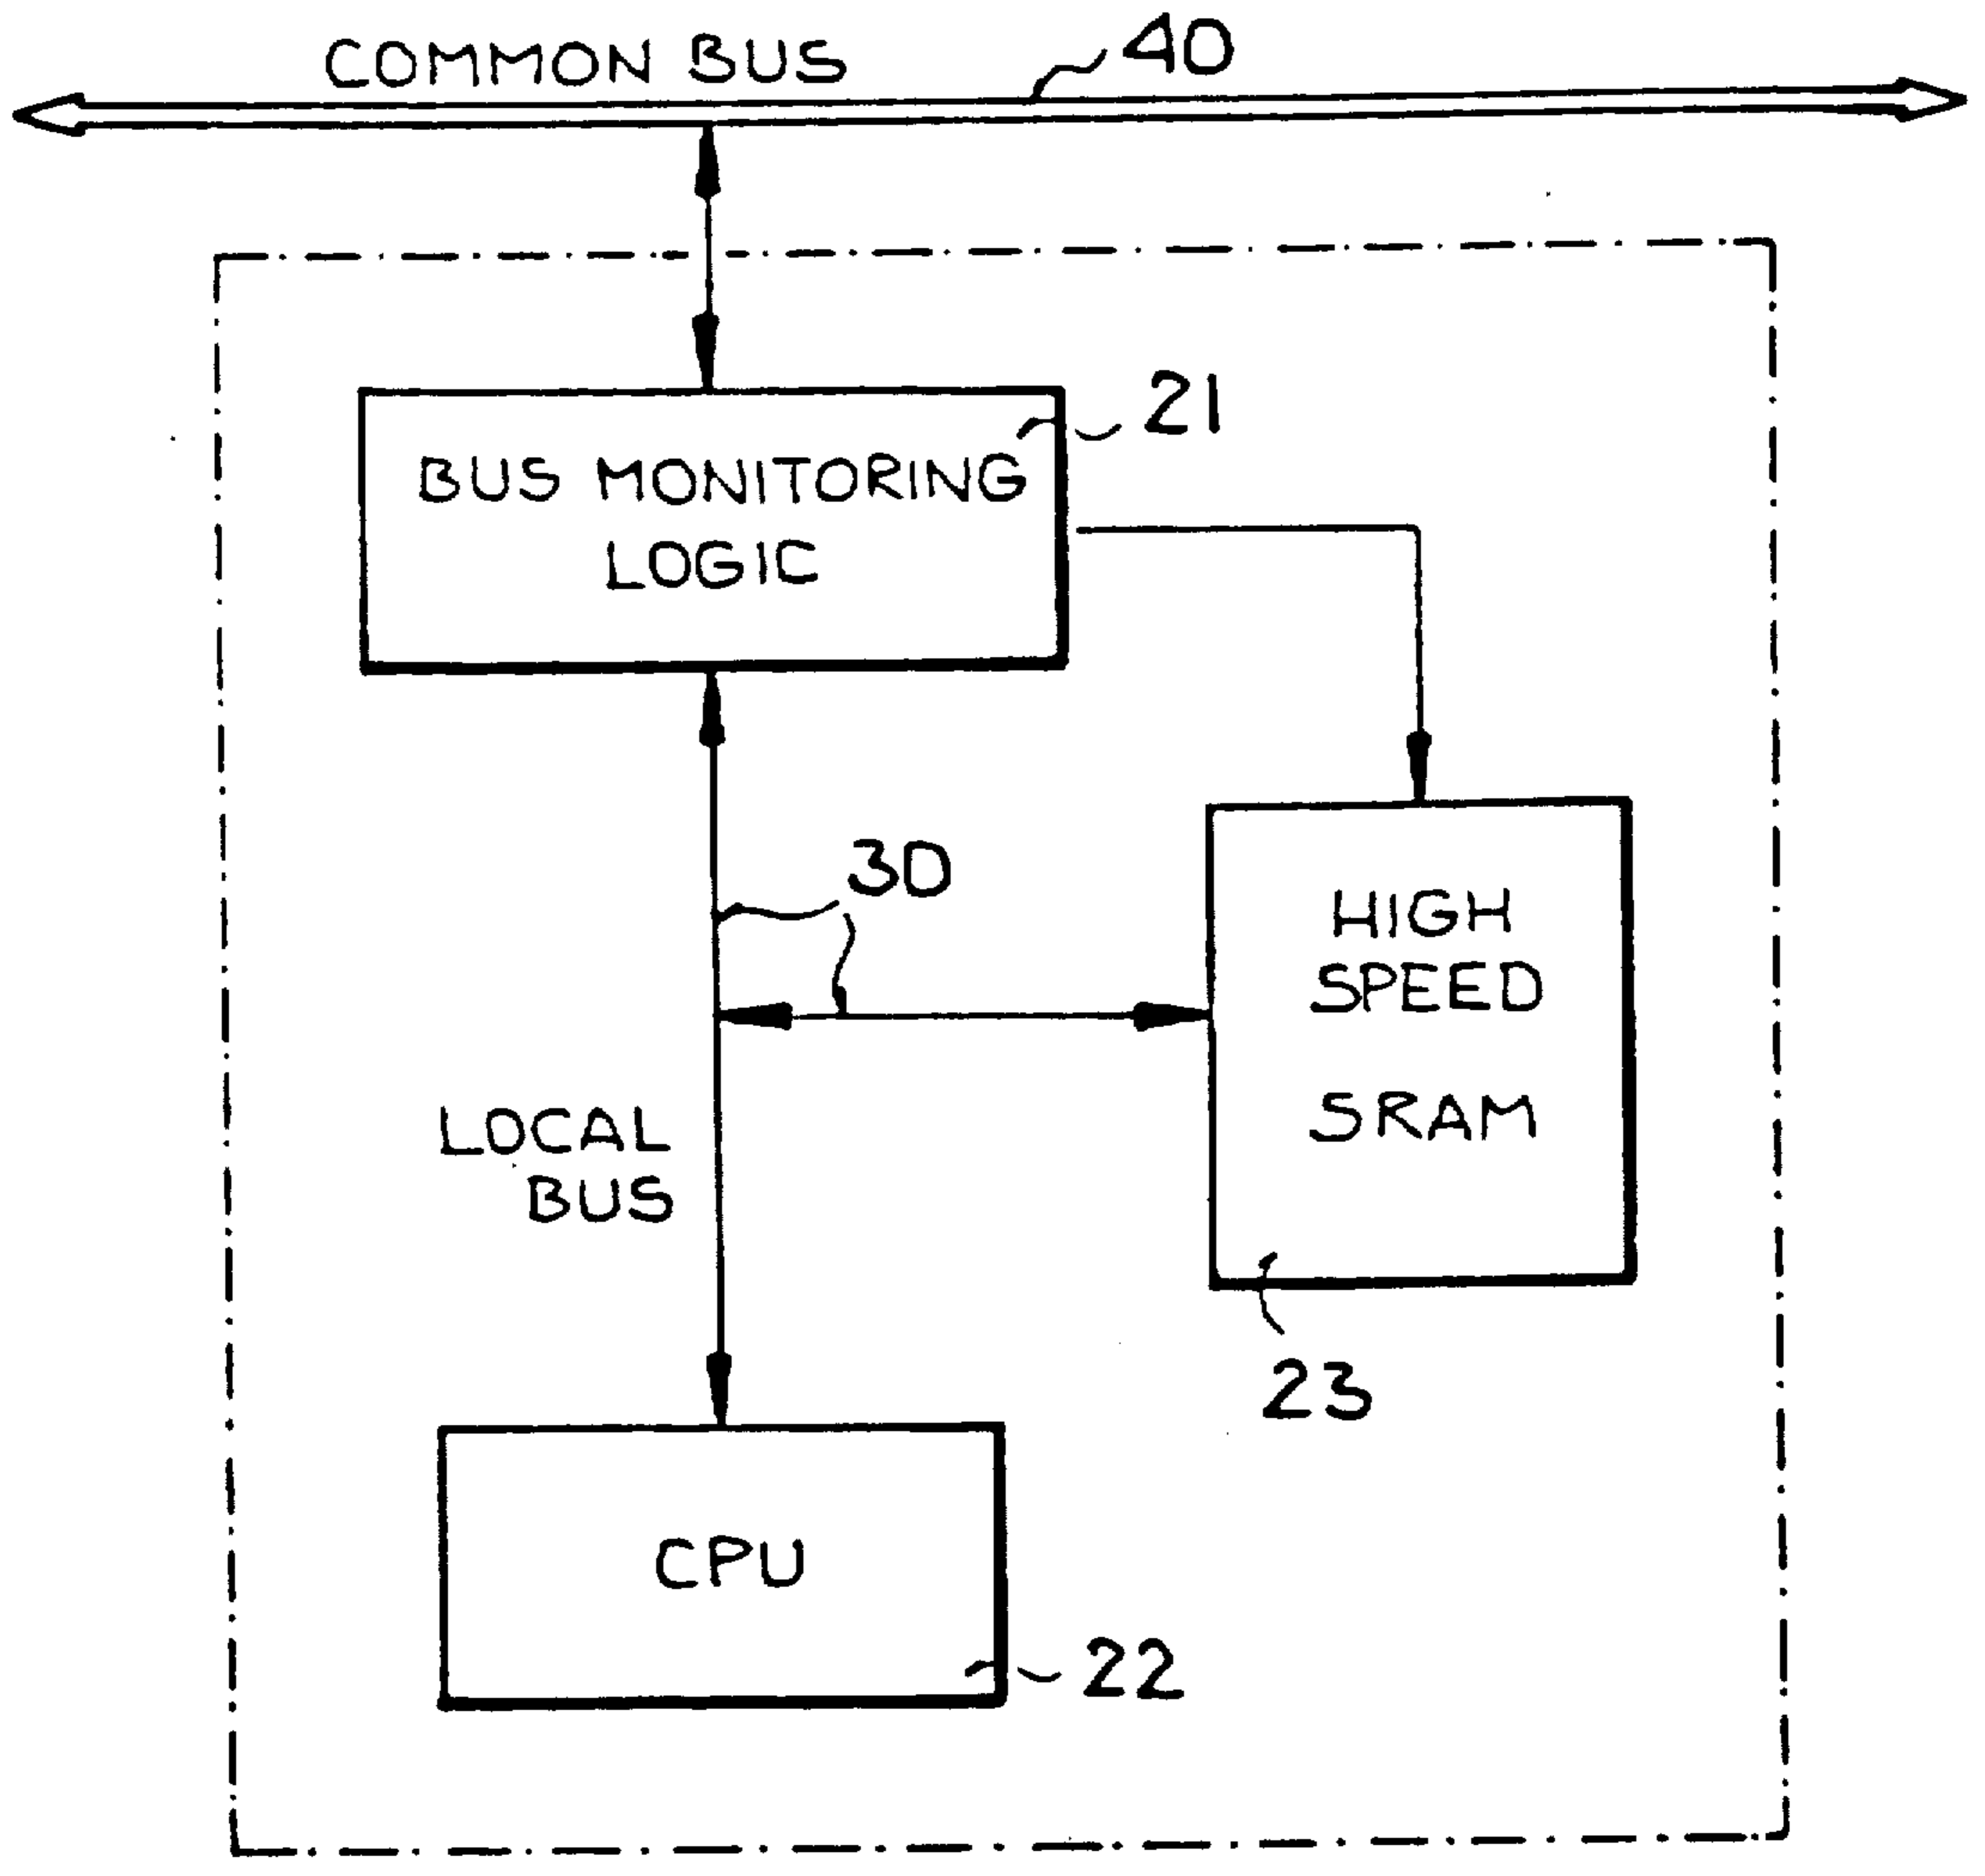 COMMON BUS
40
21
BUS MONITORING
LOGIC
30
HIGH
SPEED
SRAM
LOCAL
BUS
23
CPU
22